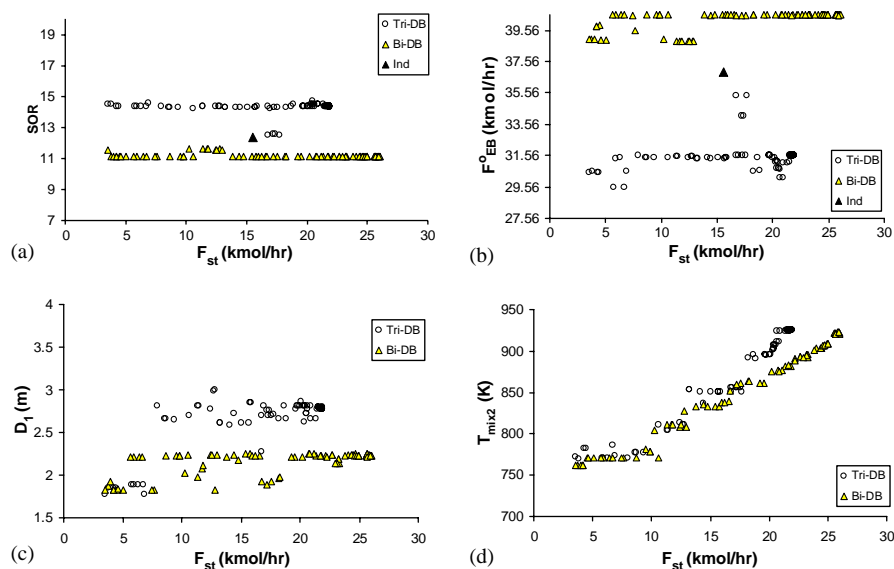 19
17
15
13
11
9
7
SOR
Tri-DB
Bi-DB
Ind
0 5 10 15 20 25 30
F_st (kmol/hr)
(a)
39.56
37.56
35.56
33.56
31.56
29.56
27.56
F°_EB (kmol/hr)
Tri-DB
Bi-DB
Ind
0 5 10 15 20 25 30
F_st (kmol/hr)
(b)
4
3.5
3
2.5
2
1.5
D_1 (m)
Tri-DB
Bi-DB
0 5 10 15 20 25 30
F_st (kmol/hr)
(c)
950
900
850
800
750
700
T_mix2 (K)
Tri-DB
Bi-DB
0 5 10 15 20 25 30
F_st (kmol/hr)
(d)